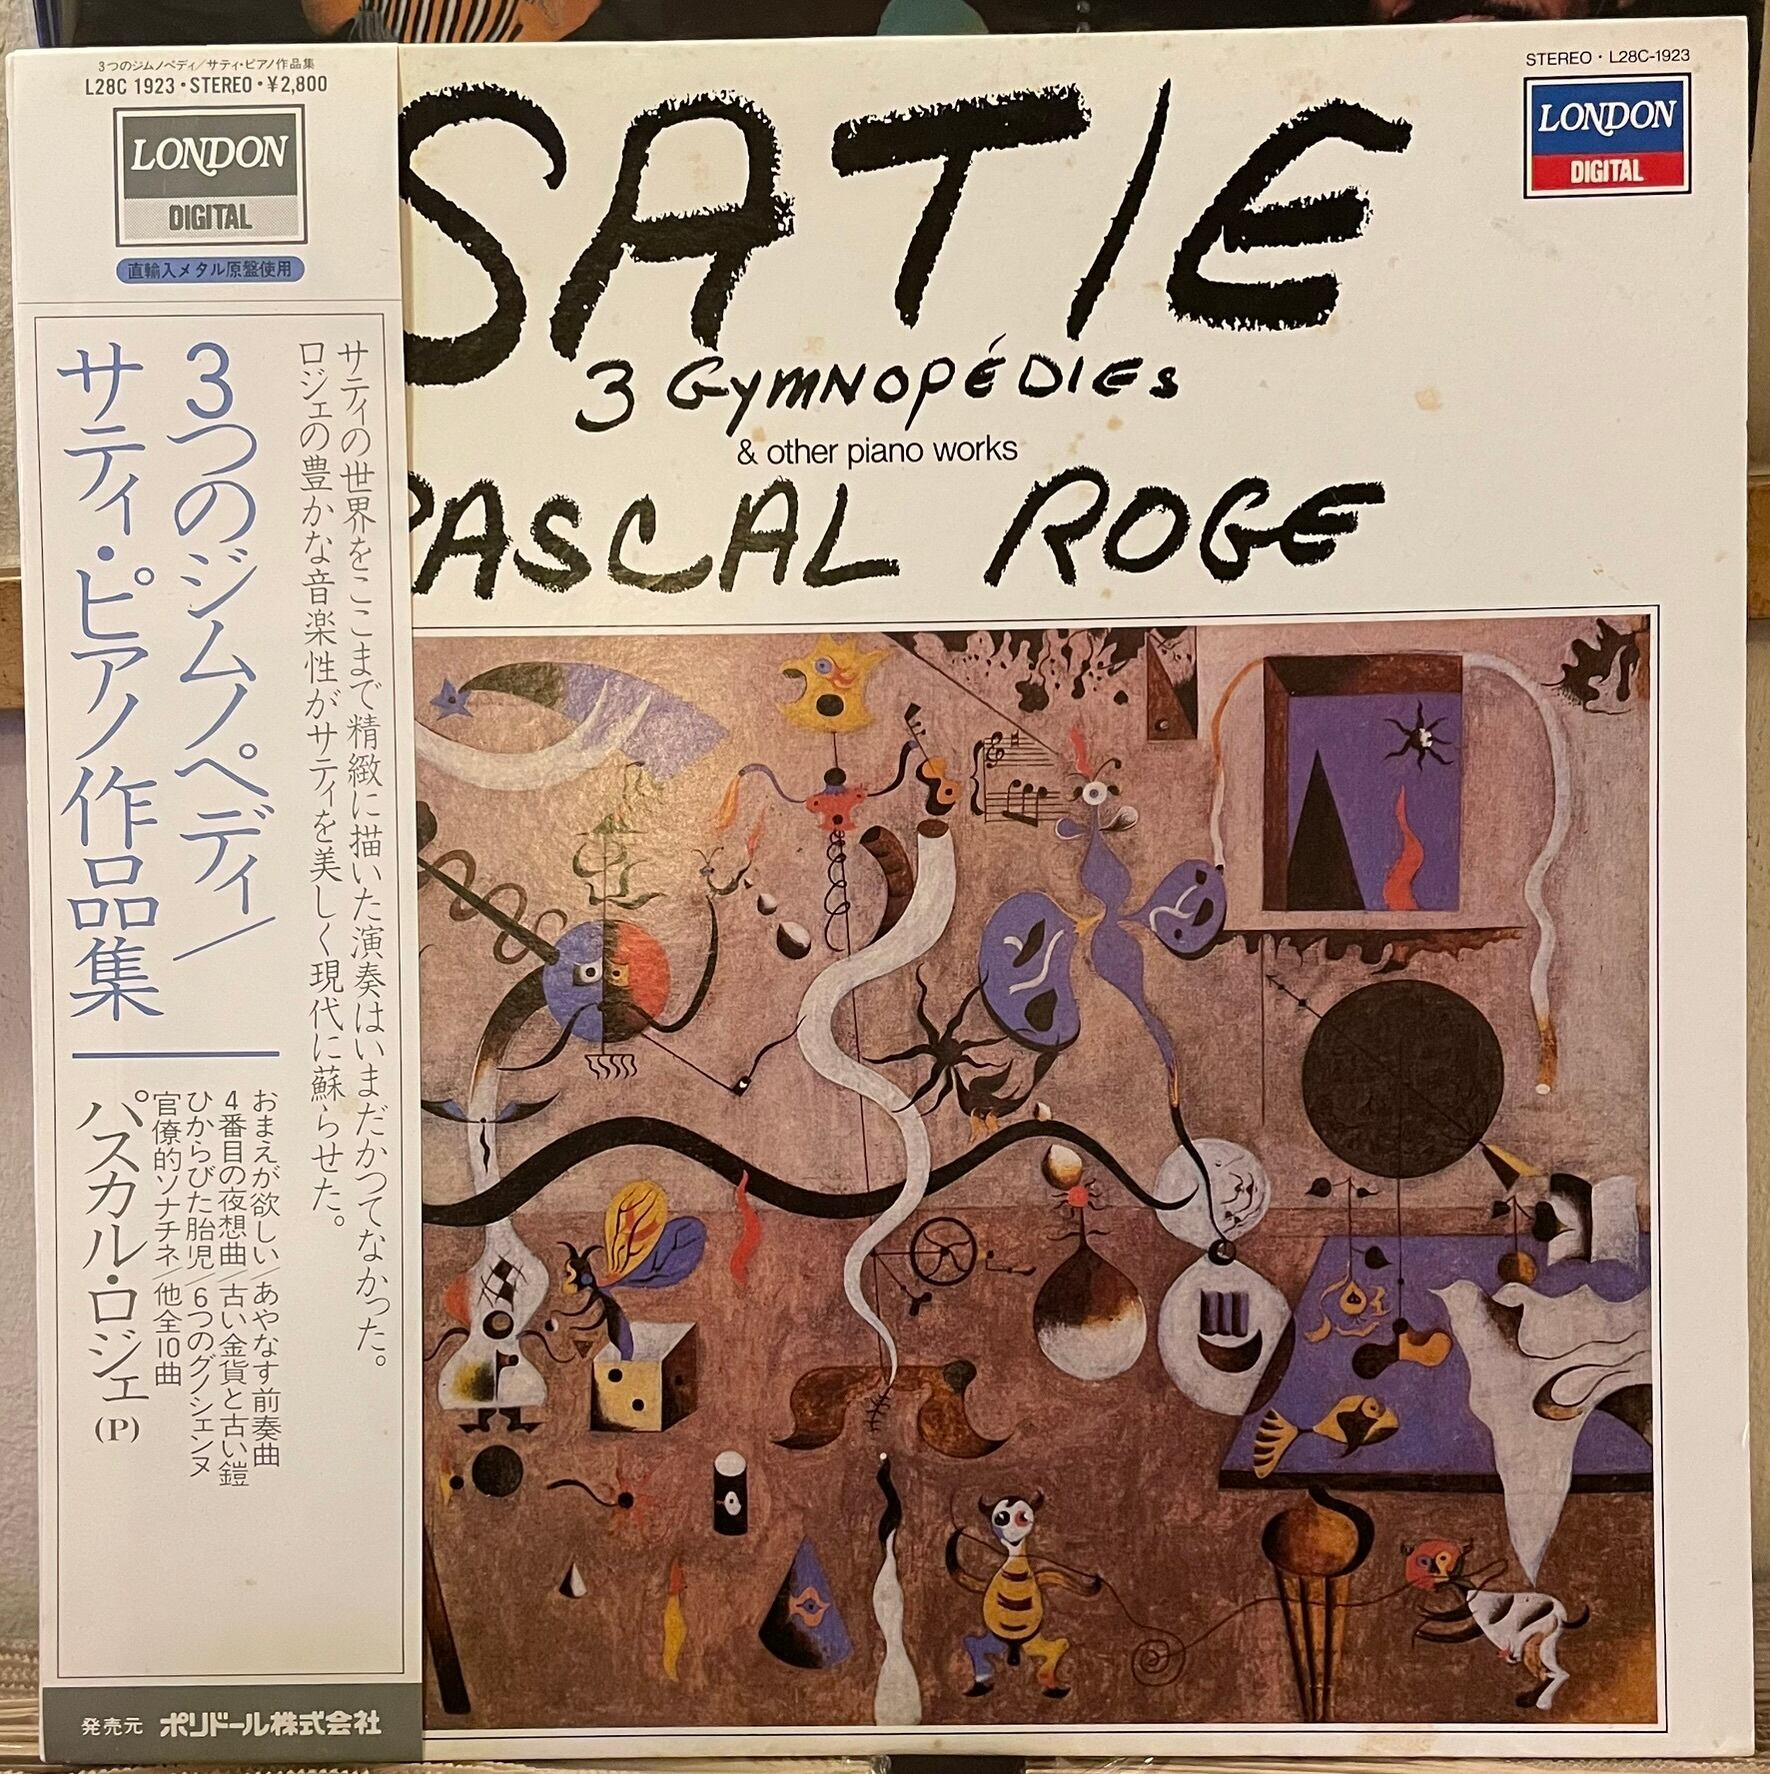 3つのジムノペディ／サティ・ピアノ作品集
L28C 1923・STEREO・¥2,800
LONDON
DIGITAL
直輸入メタル原盤使用
サティの世界をここまで精緻に描いた演奏はいまだかつてなかった。
ロジェの豊かな音楽性がサティを美しく現代に蘇らせた。
3つのジムノペディ／
サティ・ピアノ作品集
おまえが欲しい／あやなす前奏曲
4番目の夜想曲／古い金貨と古い鎧
ひからびた胎児／6つのグノシェンヌ
官僚的ソナチネ／他全10曲
パスカル・ロジェ(P)
発売元 ポリドール株式会社
STEREO・L28C-1923
LONDON
DIGITAL
SATIE
3 GYMNOPÉDIES
& other piano works
PASCAL ROGE